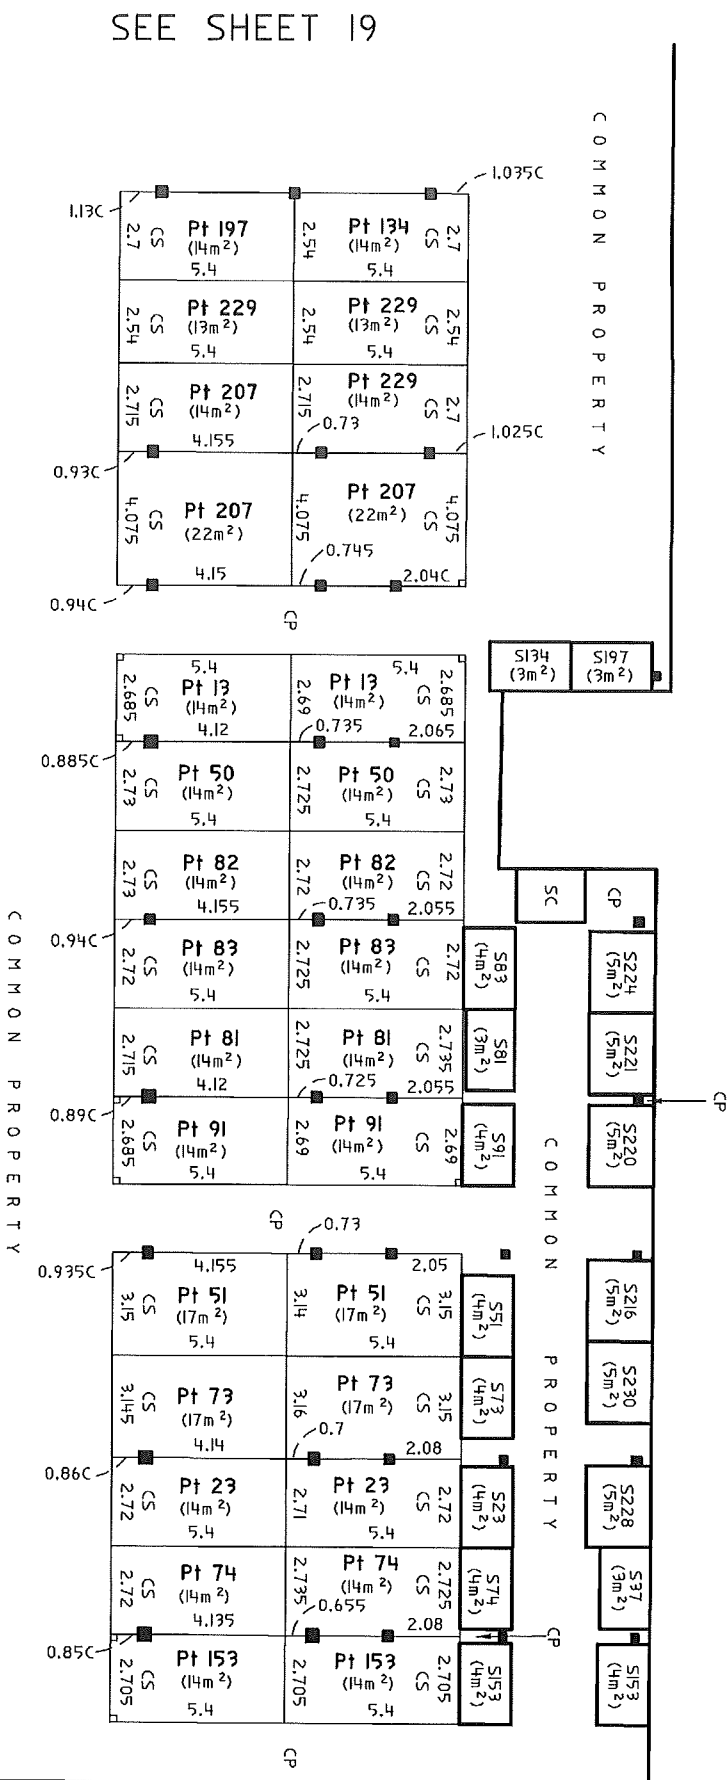 SEE SHEET 19
COMMON PROPERTY
1.13C
1.035C
2.7 CS Pt 197 2.54 Pt 134 CS 2.7
(14m²) (14m²)
5.4 5.4
2.54 CS Pt 229 2.54 Pt 229 CS 2.54
(13m²) (13m²)
5.4 5.4
2.715 CS Pt 207 2.715 Pt 229 CS 2.7
(14m²) (14m²)
4.155 0.73
0.93C 1.025C
4.075 CS Pt 207 4.075 Pt 207 CS 4.075
(22m²) (22m²)
4.15 0.745 2.04C
0.94C
CP
S134 S197
(3m²) (3m²)
5.4 5.4
2.685 CS Pt 13 2.69 Pt 13 CS 2.685
(14m²) (14m²)
4.12 0.735 2.065
0.885C
2.73 CS Pt 50 2.725 Pt 50 CS 2.73
(14m²) (14m²)
5.4 5.4
2.73 CS Pt 82 2.72 Pt 82 CS 2.72
(14m²) (14m²)
4.155 0.735 2.055
SC CP
0.94C
2.72 CS Pt 83 2.725 Pt 83 CS 2.72
(14m²) (14m²)
5.4 5.4
S83
(4m²)
S224
(5m²)
2.715 CS Pt 81 2.725 Pt 81 CS 2.735
(14m²) (14m²)
4.12 0.725 2.055
S81
(3m²)
S221
(5m²)
0.89C
CP
2.685 CS Pt 91 2.69 Pt 91 CS 2.69
(14m²) (14m²)
5.4 5.4
S91
(4m²)
S220
(5m²)
COMMON PROPERTY
COMMON PROPERTY
CP
0.73
0.935C
4.155 2.05
3.15 CS Pt 51 3.14 Pt 51 CS 3.15
(17m²) (17m²)
5.4 5.4
S51
(4m²)
S216
(5m²)
3.145 CS Pt 73 3.16 Pt 73 CS 3.15
(17m²) (17m²)
4.14 0.7 2.08
S73
(4m²)
S230
(5m²)
0.86C
2.72 CS Pt 23 2.71 Pt 23 CS 2.72
(14m²) (14m²)
5.4 5.4
S23
(4m²)
S228
(5m²)
2.72 CS Pt 74 2.735 Pt 74 CS 2.725
(14m²) (14m²)
4.135 0.655 2.08
S74
(4m²)
S37
(3m²)
0.85C
CP
2.705 CS Pt 153 2.705 Pt 153 CS 2.705
(14m²) (14m²)
5.4 5.4
S153
(4m²)
S153
(4m²)
CP